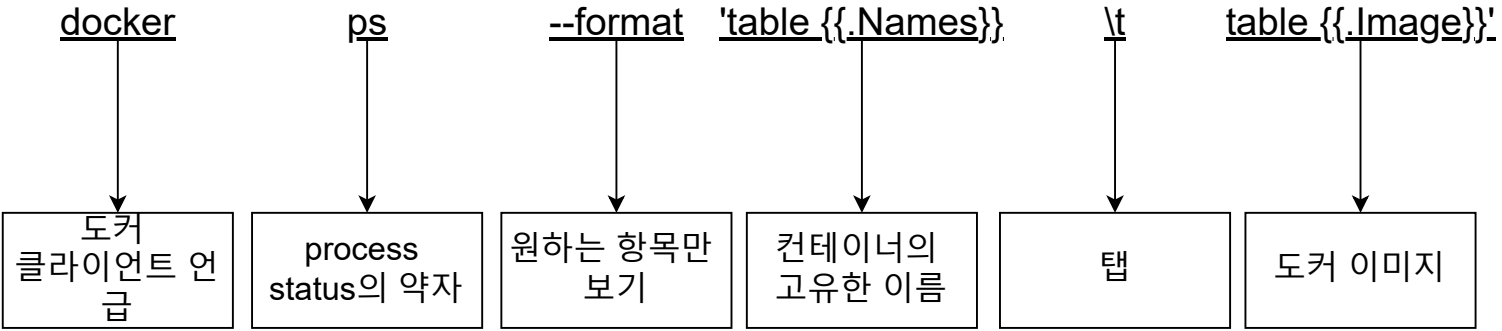 docker ps --format 'table {{.Names}} \t table {{.Image}}'
도커
클라이언트 언
급
process
status의 약자
원하는 항목만
보기
컨테이너의
고유한 이름
탭
도커 이미지